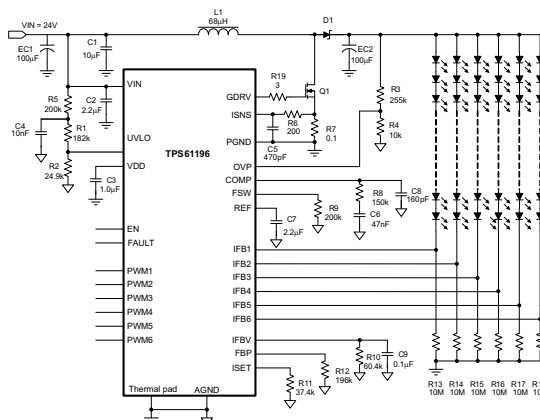 VIN = 24V
L1
68µH
D1
EC1
100µF
C1
10µF
EC2
100µF
R3
255k
R4
10k
R19
3
Q1
R5
200k
C4
10nF
R1
182k
R2
24.9k
C2
2.2µF
C3
1.0µF
TPS61196
VIN
UVLO
VDD
EN
FAULT
PWM1
PWM2
PWM3
PWM4
PWM5
PWM6
Thermal pad
AGND
GDRV
ISNS
PGND
OVP
COMP
FSW
REF
IFB1
IFB2
IFB3
IFB4
IFB5
IFB6
IFBV
FBP
ISET
R6
200
R7
0.1
C5
470pF
R8
150k
C8
160pF
C6
47nF
R9
200k
C7
2.2µF
R10
60.4k
C9
0.1µF
R12
196k
R11
37.4k
R13
10M
R14
10M
R15
10M
R16
10M
R17
10M